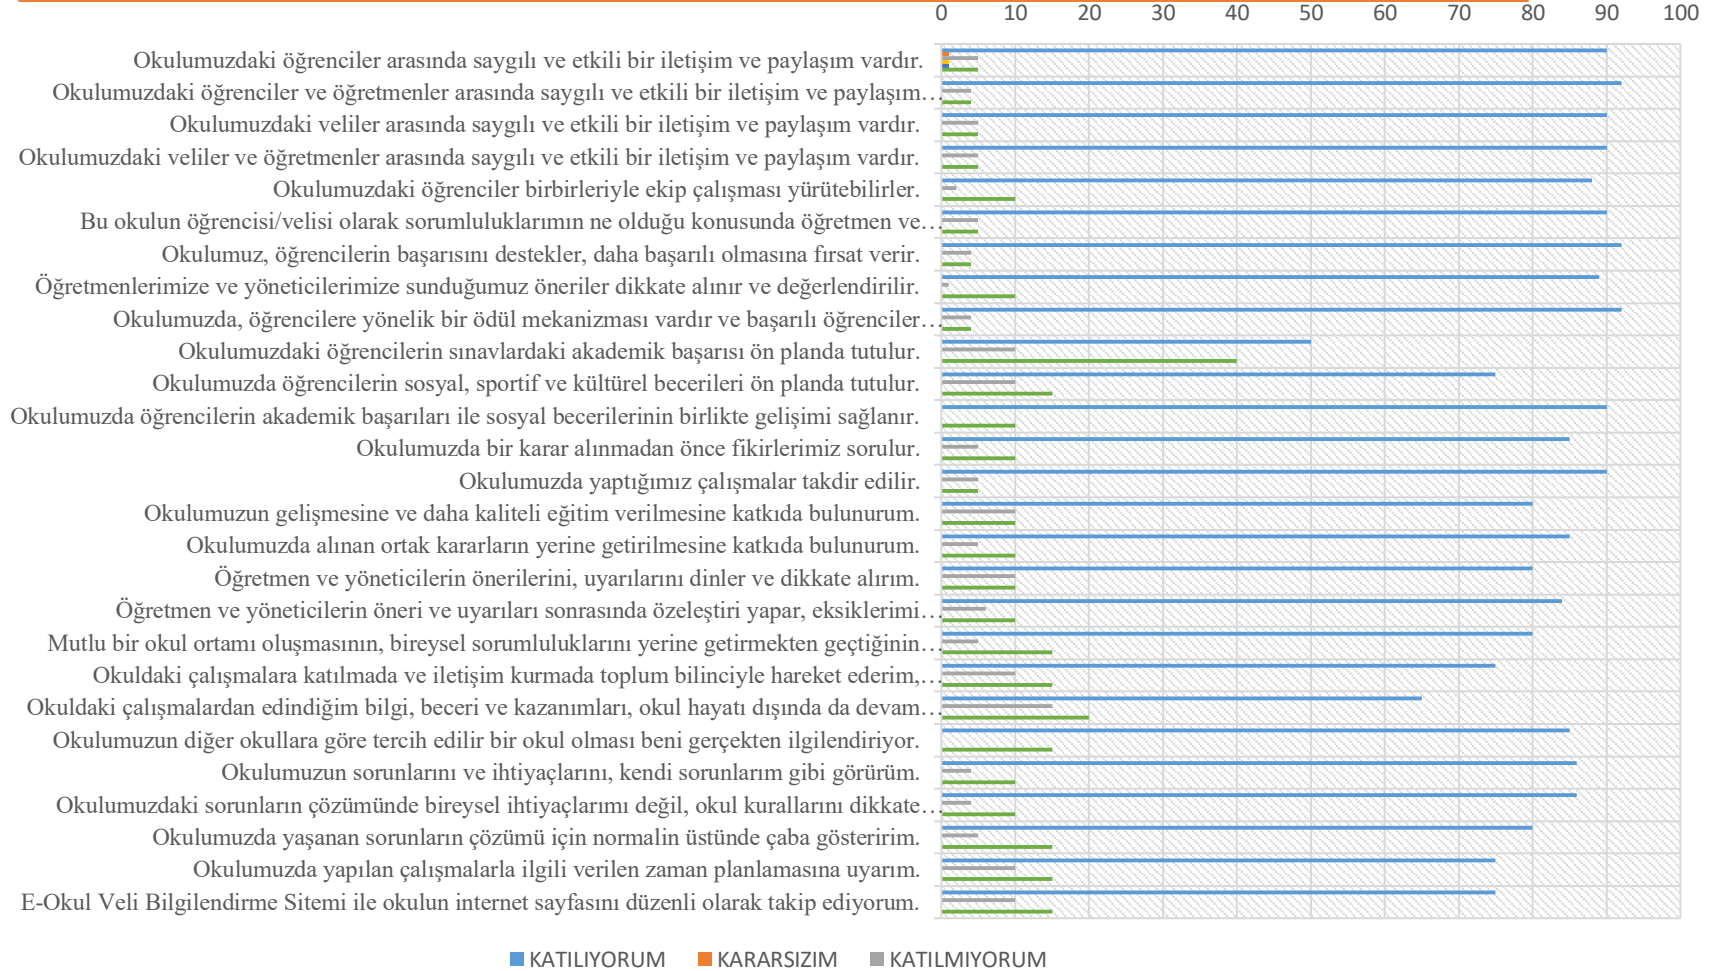 0 10 20 30 40 50 60 70 80 90 100
Okulumuzdaki öğrenciler arasında saygılı ve etkili bir iletişim ve paylaşım vardır.
Okulumuzdaki öğrenciler ve öğretmenler arasında saygılı ve etkili bir iletişim ve paylaşım…
Okulumuzdaki veliler arasında saygılı ve etkili bir iletişim ve paylaşım vardır.
Okulumuzdaki veliler ve öğretmenler arasında saygılı ve etkili bir iletişim ve paylaşım vardır.
Okulumuzdaki öğrenciler birbirleriyle ekip çalışması yürütebilirler.
Bu okulun öğrencisi/velisi olarak sorumluluklarımın ne olduğu konusunda öğretmen ve…
Okulumuz, öğrencilerin başarısını destekler, daha başarılı olmasına fırsat verir.
Öğretmenlerimize ve yöneticilerimize sunduğumuz öneriler dikkate alınır ve değerlendirilir.
Okulumuzda, öğrencilere yönelik bir ödül mekanizması vardır ve başarılı öğrenciler…
Okulumuzdaki öğrencilerin sınavlardaki akademik başarısı ön planda tutulur.
Okulumuzda öğrencilerin sosyal, sportif ve kültürel becerileri ön planda tutulur.
Okulumuzda öğrencilerin akademik başarıları ile sosyal becerilerinin birlikte gelişimi sağlanır.
Okulumuzda bir karar alınmadan önce fikirlerimiz sorulur.
Okulumuzda yaptığımız çalışmalar takdir edilir.
Okulumuzun gelişmesine ve daha kaliteli eğitim verilmesine katkıda bulunurum.
Okulumuzda alınan ortak kararların yerine getirilmesine katkıda bulunurum.
Öğretmen ve yöneticilerin önerilerini, uyarılarını dinler ve dikkate alırım.
Öğretmen ve yöneticilerin öneri ve uyarıları sonrasında özeleştiri yapar, eksiklerimi…
Mutlu bir okul ortamı oluşmasının, bireysel sorumluluklarını yerine getirmekten geçtiğinin…
Okuldaki çalışmalara katılmada ve iletişim kurmada toplum bilinciyle hareket ederim,…
Okuldaki çalışmalardan edindiğim bilgi, beceri ve kazanımları, okul hayatı dışında da devam…
Okulumuzun diğer okullara göre tercih edilir bir okul olması beni gerçekten ilgilendiriyor.
Okulumuzun sorunlarını ve ihtiyaçlarını, kendi sorunlarım gibi görürüm.
Okulumuzdaki sorunların çözümünde bireysel ihtiyaçlarımı değil, okul kurallarını dikkate…
Okulumuzda yaşanan sorunların çözümü için normalin üstünde çaba gösteririm.
Okulumuzda yapılan çalışmalarla ilgili verilen zaman planlamasına uyarım.
E-Okul Veli Bilgilendirme Sitemi ile okulun internet sayfasını düzenli olarak takip ediyorum.
KATILIYORUM KARARSIZIM KATILMIYORUM